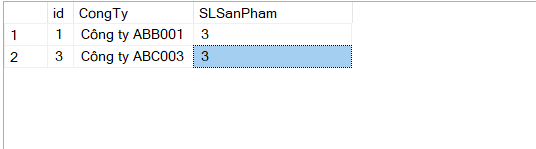 id CongTy SLSanPham
1 1 Công ty ABB001 3
2 3 Công ty ABC003 3